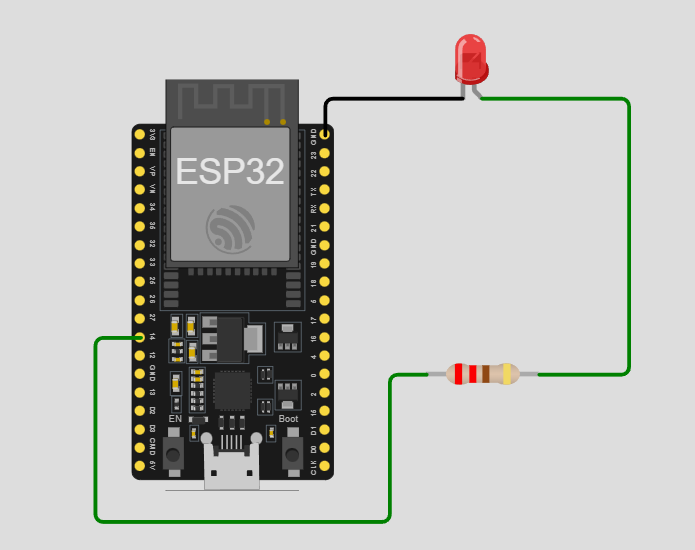 ESP32
3V3
EN
VP
VN
34
35
32
33
25
26
27
14
12
GND
13
D2
D3
CMD
5V
GND
23
22
TX
RX
21
GND
19
18
5
17
16
4
0
2
15
D1
D0
CLK
EN
Boot